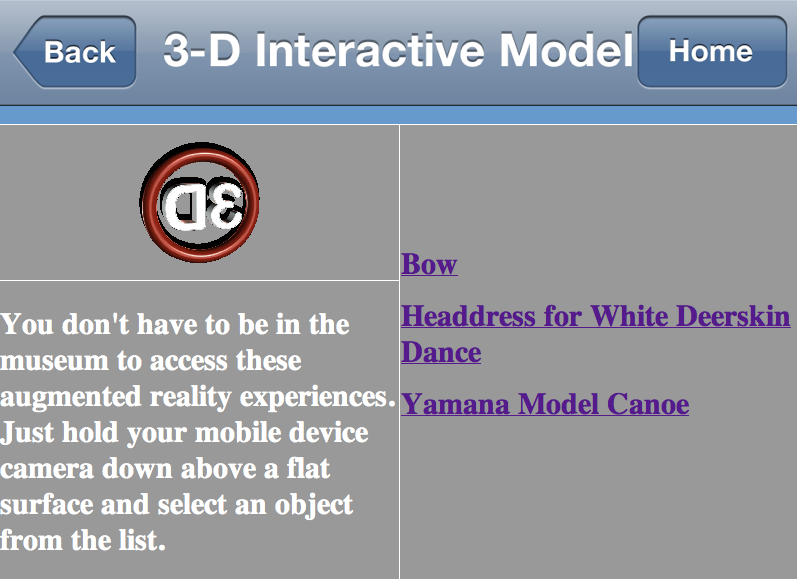 Back
3-D Interactive Model
Home
3D
You don't have to be in the
museum to access these
augmented reality experiences.
Just hold your mobile device
camera down above a flat
surface and select an object
from the list.
Bow
Headdress for White Deerskin
Dance
Yamana Model Canoe